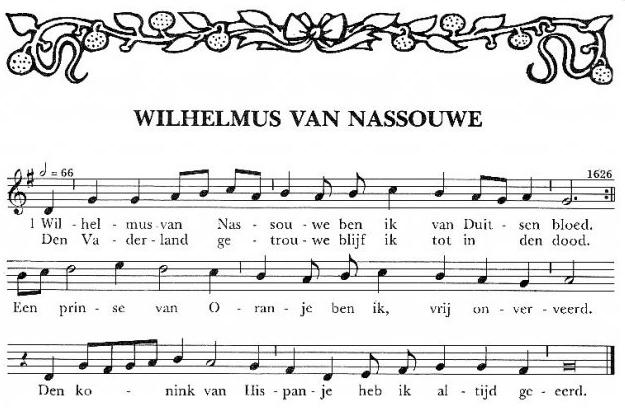 WILHELMUS VAN NASSOUWE
= 66
1626
1 Wil - hel - mus van Nas - sou - we ben ik van Duit - sen bloed.
Den Va - der - land ge - trou - we blijf ik tot in den dood.
Een prin - se van O - ran - je ben ik, vrij on - ver - veerd.
Den ko - nink van His - pan - je heb ik al - tijd ge - eerd.